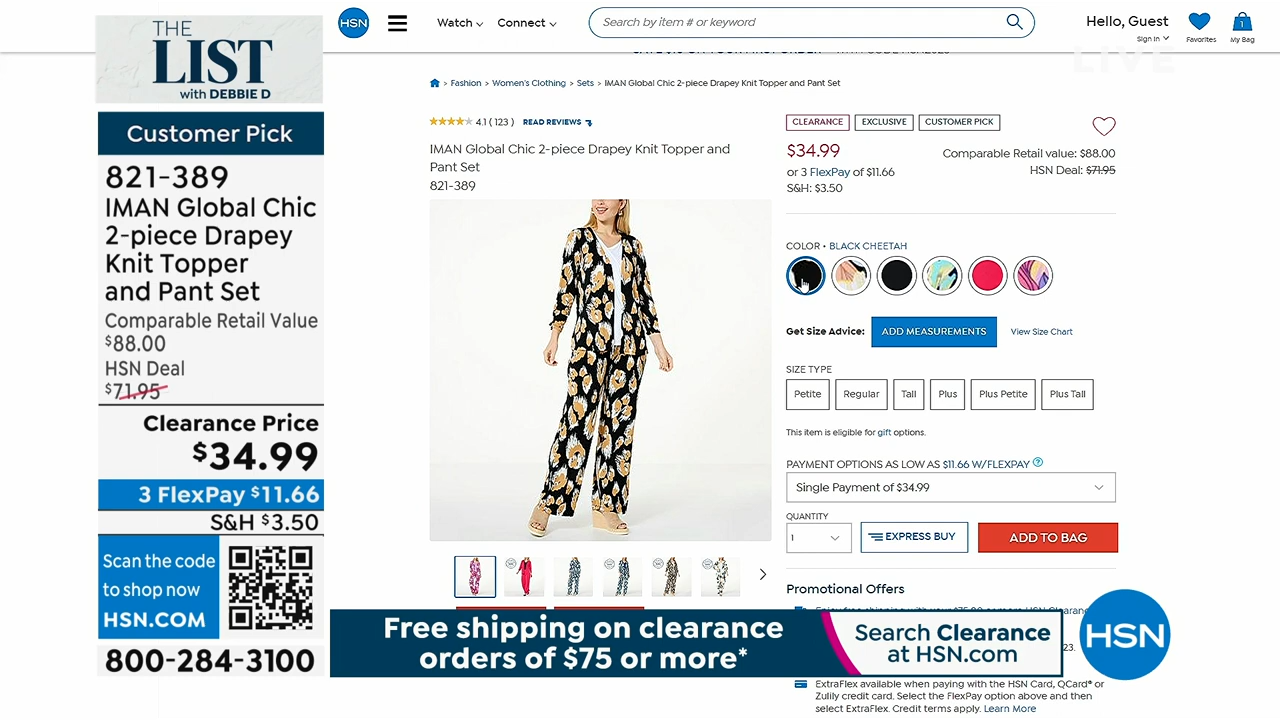 THE
LIST
with DEBBIE D
Customer Pick
821-389
IMAN Global Chic
2-piece Drapey
Knit Topper
and Pant Set
Comparable Retail Value
$88.00
HSN Deal
$71.95
Clearance Price
$34.99
3 FlexPay $11.66
S&H $3.50
Scan the code
to shop now
HSN.COM
800-284-3100
HSN
Watch
Connect
Search by item # or keyword
Hello, Guest
Sign In
Favorites
1
My Bag
LIVE
Fashion > Women's Clothing > Sets > IMAN Global Chic 2-piece Drapey Knit Topper and Pant Set
4.1 ( 123 ) READ REVIEWS
IMAN Global Chic 2-piece Drapey Knit Topper and
Pant Set
821-389
CLEARANCE EXCLUSIVE CUSTOMER PICK
$34.99
or 3 FlexPay of $11.66
S&H: $3.50
Comparable Retail value: $88.00
HSN Deal: $71.95
COLOR • BLACK CHEETAH
Get Size Advice: ADD MEASUREMENTS View Size Chart
SIZE TYPE
Petite Regular Tall Plus Plus Petite Plus Tall
This item is eligible for gift options.
PAYMENT OPTIONS AS LOW AS $11.66 W/FLEXPAY ?
Single Payment of $34.99
QUANTITY
1
EXPRESS BUY
ADD TO BAG
Promotional Offers
23.
ExtraFlex available when paying with the HSN Card, QCard® or
Zulily credit card. Select the FlexPay option above and then
select ExtraFlex. Credit terms apply. Learn More
Free shipping on clearance
orders of $75 or more*
Search Clearance
at HSN.com
HSN